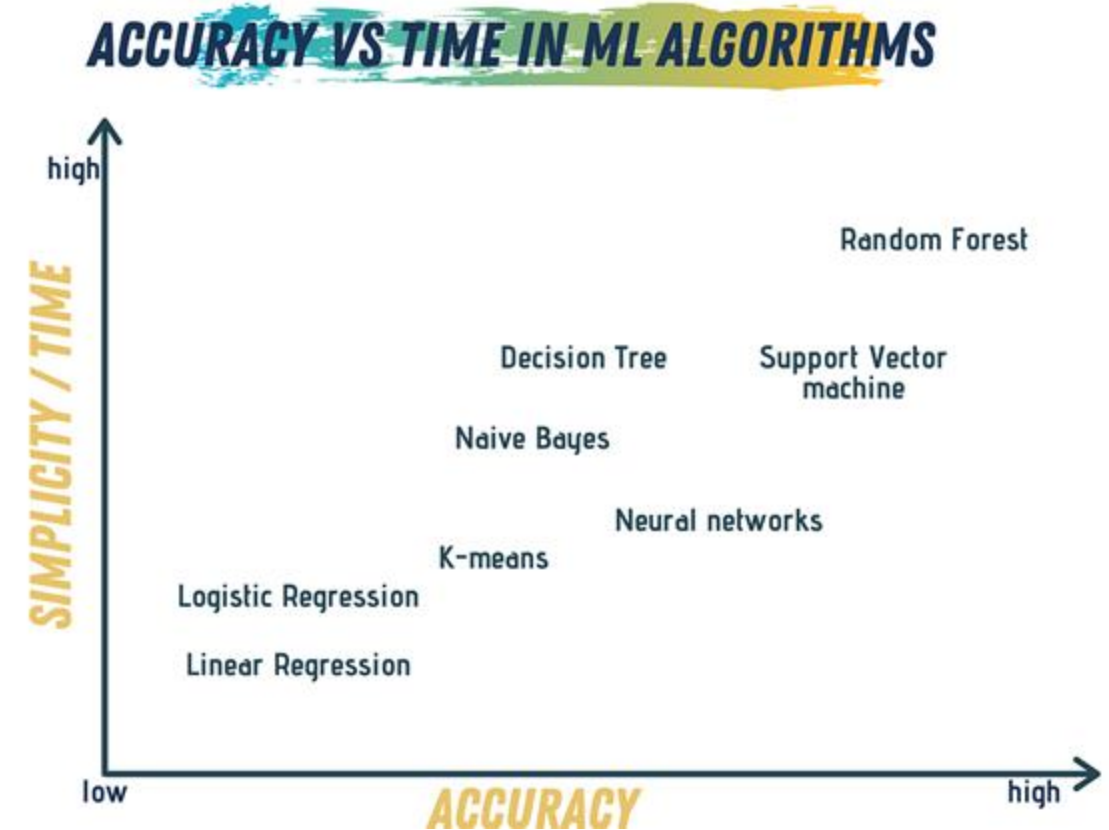 ACCURACY VS TIME IN ML ALGORITHMS
high
SIMPLICITY / TIME
Random Forest
Decision Tree
Support Vector
machine
Naive Bayes
Neural networks
K-means
Logistic Regression
Linear Regression
low
high
ACCURACY